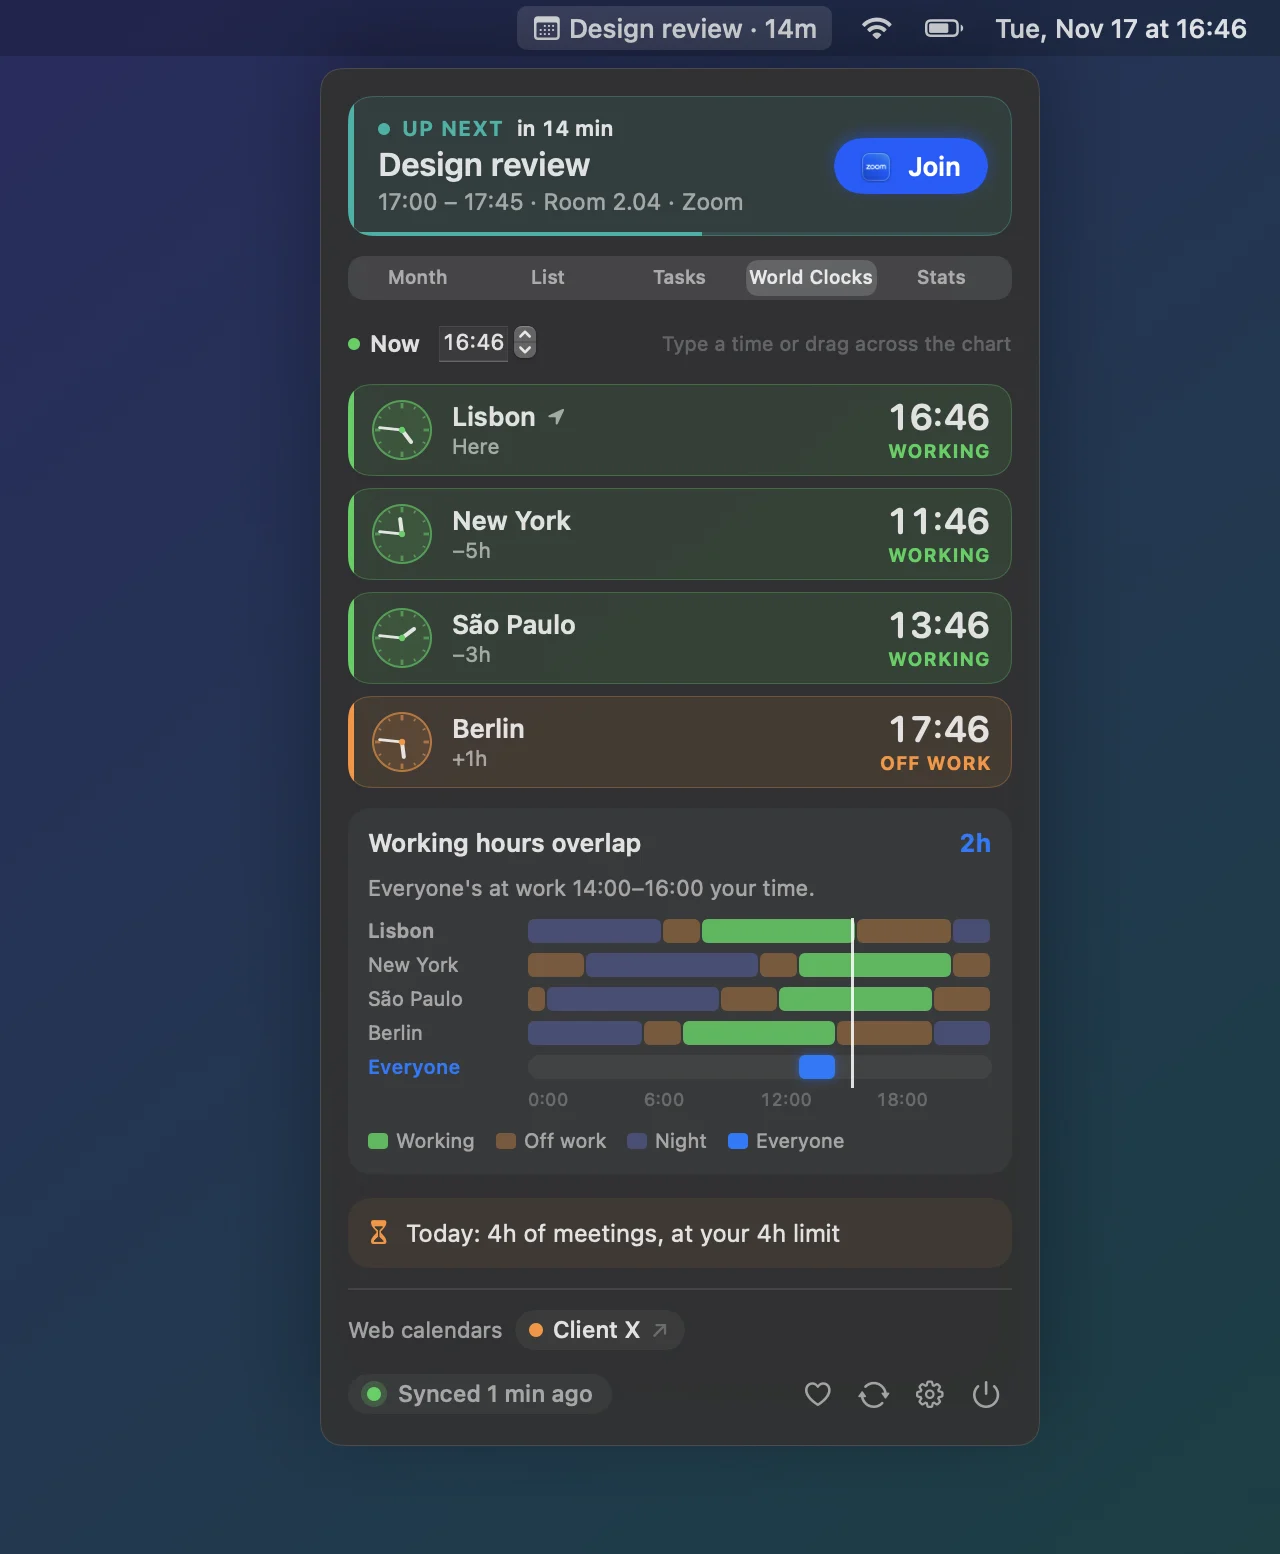 Design review · 14m
Tue, Nov 17 at 16:46
UP NEXT in 14 min
Design review
17:00 – 17:45 · Room 2.04 · Zoom
zoom
Join
Month
List
Tasks
World Clocks
Stats
Now 16:46
Type a time or drag across the chart
Lisbon
Here
16:46
WORKING
New York
–5h
11:46
WORKING
São Paulo
–3h
13:46
WORKING
Berlin
+1h
17:46
OFF WORK
Working hours overlap
2h
Everyone's at work 14:00–16:00 your time.
Lisbon
New York
São Paulo
Berlin
Everyone
0:00
6:00
12:00
18:00
Working
Off work
Night
Everyone
Today: 4h of meetings, at your 4h limit
Web calendars
Client X
Synced 1 min ago